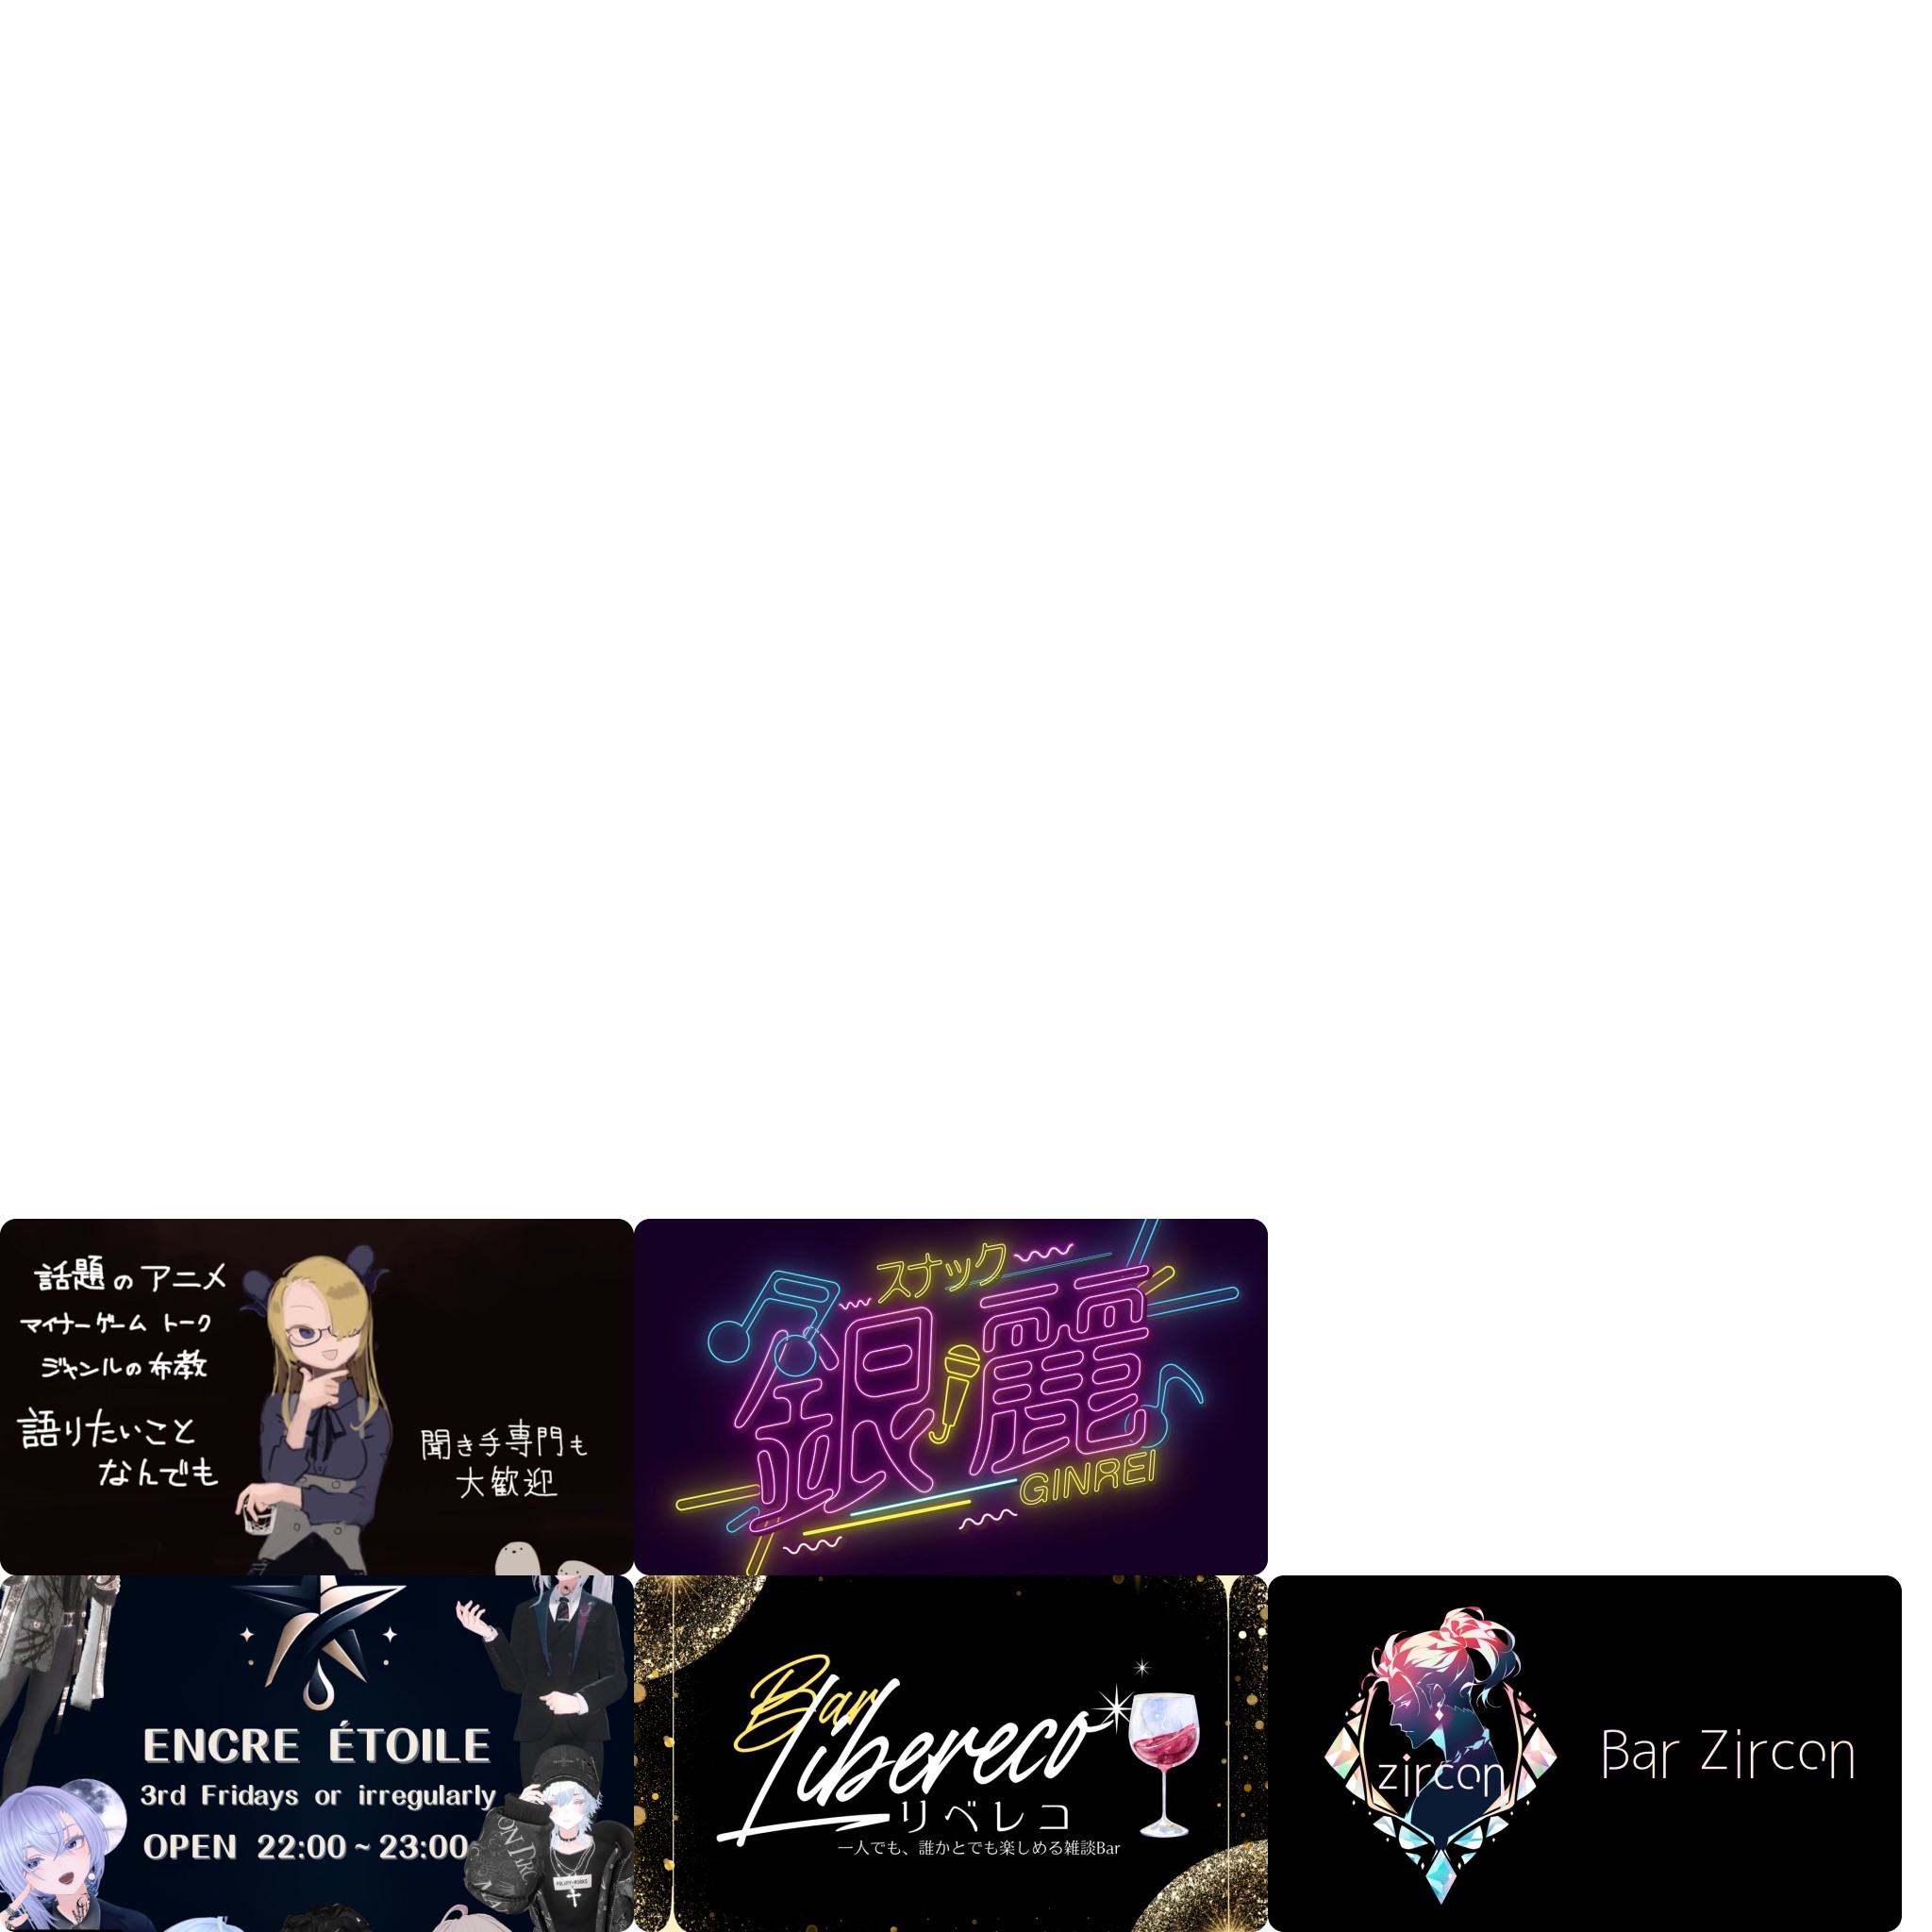 話題のアニメ
マイナーゲームトーク
ジャンルの布教
語りたいこと
なんでも
聞き手専門も
大歓迎
スナック
銀麗
GINREI
ENCRE ÉTOILE
3rd Fridays or irregularly
OPEN 22:00~23:00
Bar
Libereco
リベレコ
一人でも、誰かとでも楽しめる雑談Bar
zircon
Bar Zircon